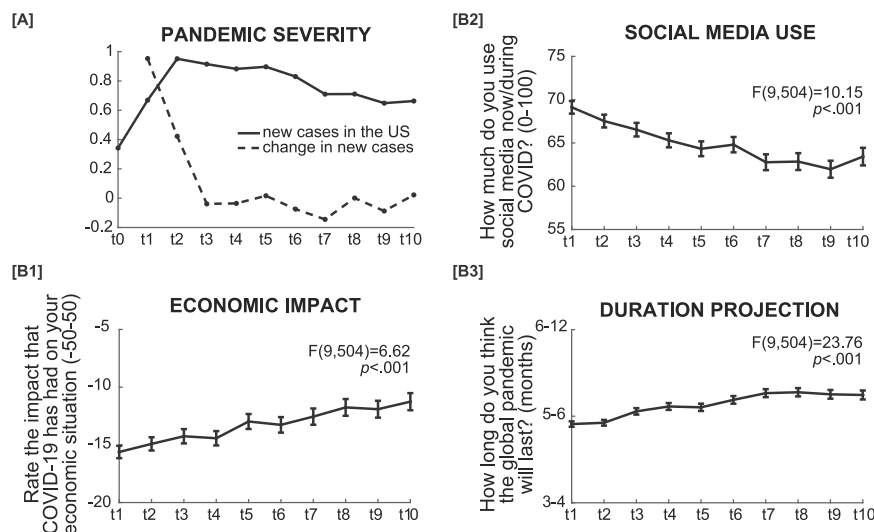 [A]
PANDEMIC SEVERITY
1
0.8
0.6
0.4
0.2
0
-0.2
new cases in the US
change in new cases
t0 t1 t2 t3 t4 t5 t6 t7 t8 t9 t10
[B2]
SOCIAL MEDIA USE
How much do you use
social media now/during
COVID? (0-100)
75
70
65
60
55
F(9,504)=10.15
p<.001
t1 t2 t3 t4 t5 t6 t7 t8 t9 t10
[B1]
ECONOMIC IMPACT
Rate the impact that
COVID-19 has had on your
economic situation (-50-50)
-5
-10
-15
-20
F(9,504)=6.62
p<.001
t1 t2 t3 t4 t5 t6 t7 t8 t9 t10
[B3]
DURATION PROJECTION
How long do you think
the global pandemic
will last? (months)
6-12
5-6
3-4
F(9,504)=23.76
p<.001
t1 t2 t3 t4 t5 t6 t7 t8 t9 t10